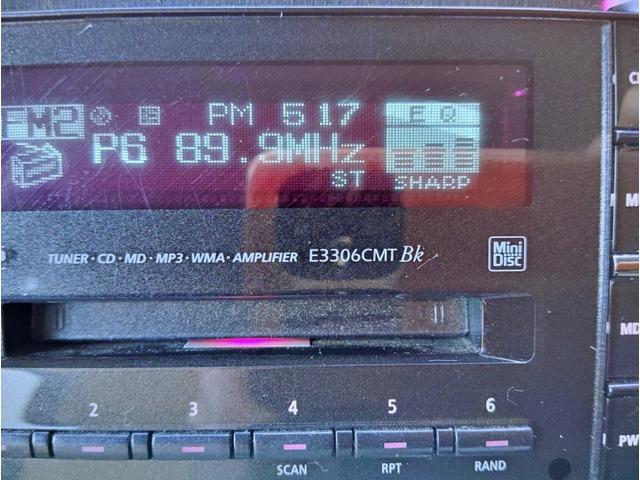 FM2 PM 5:17 EQ
P6 89.9MHz
ST SHARP
TUNER·CD·MD·MP3·WMA·AMPLIFIER E3306CMT Bk
Mini
Disc
MD
2 3 4 5 6
SCAN RPT RAND